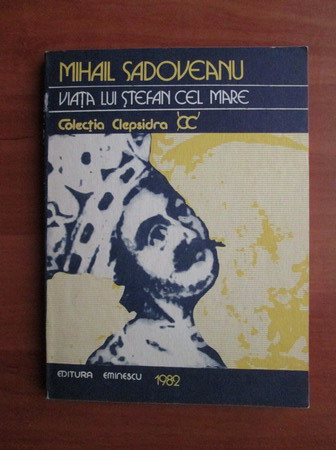 MIHAIL SADOVEANU
VIAȚA LUI ȘTEFAN CEL MARE
Colecția Clepsidra CC
EDITURA EMINESCU 1982